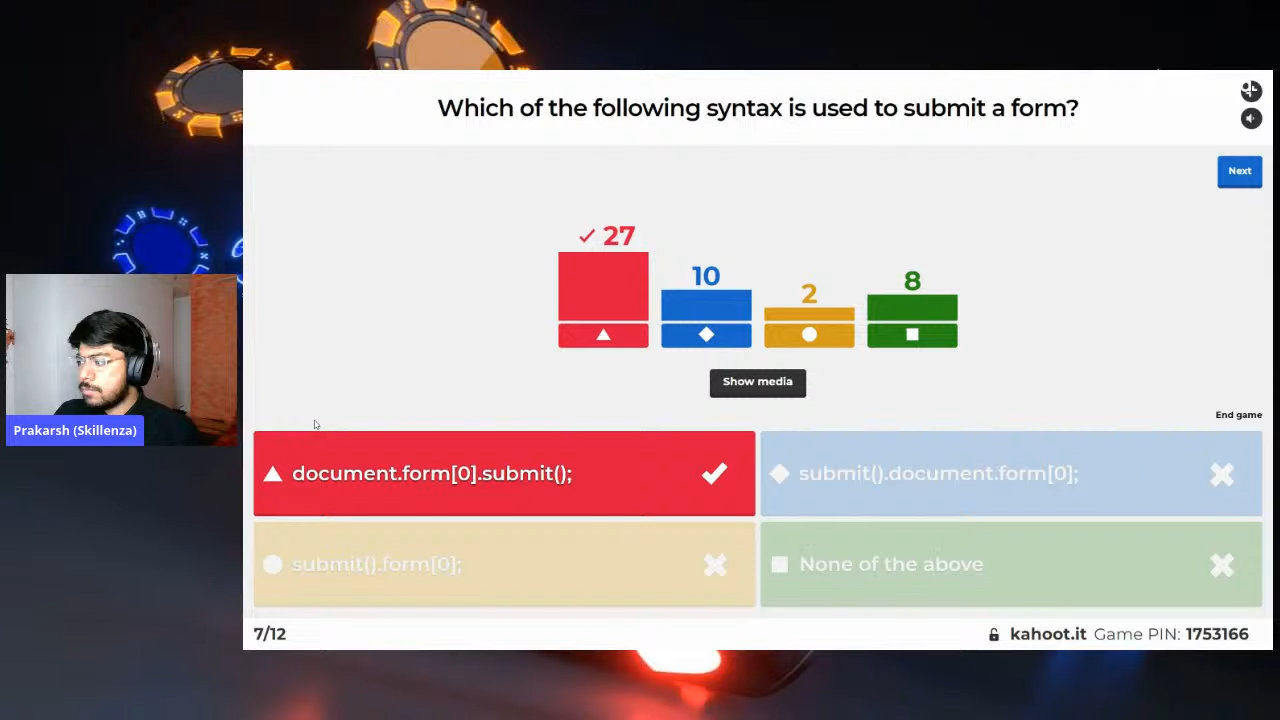 Which of the following syntax is used to submit a form?
Next
27
10
2
8
Show media
End game
document.form[0].submit();
submit().document.form[0];
submit().form[0];
None of the above
Prakarsh (Skillenza)
7/12
kahoot.it Game PIN: 1753166